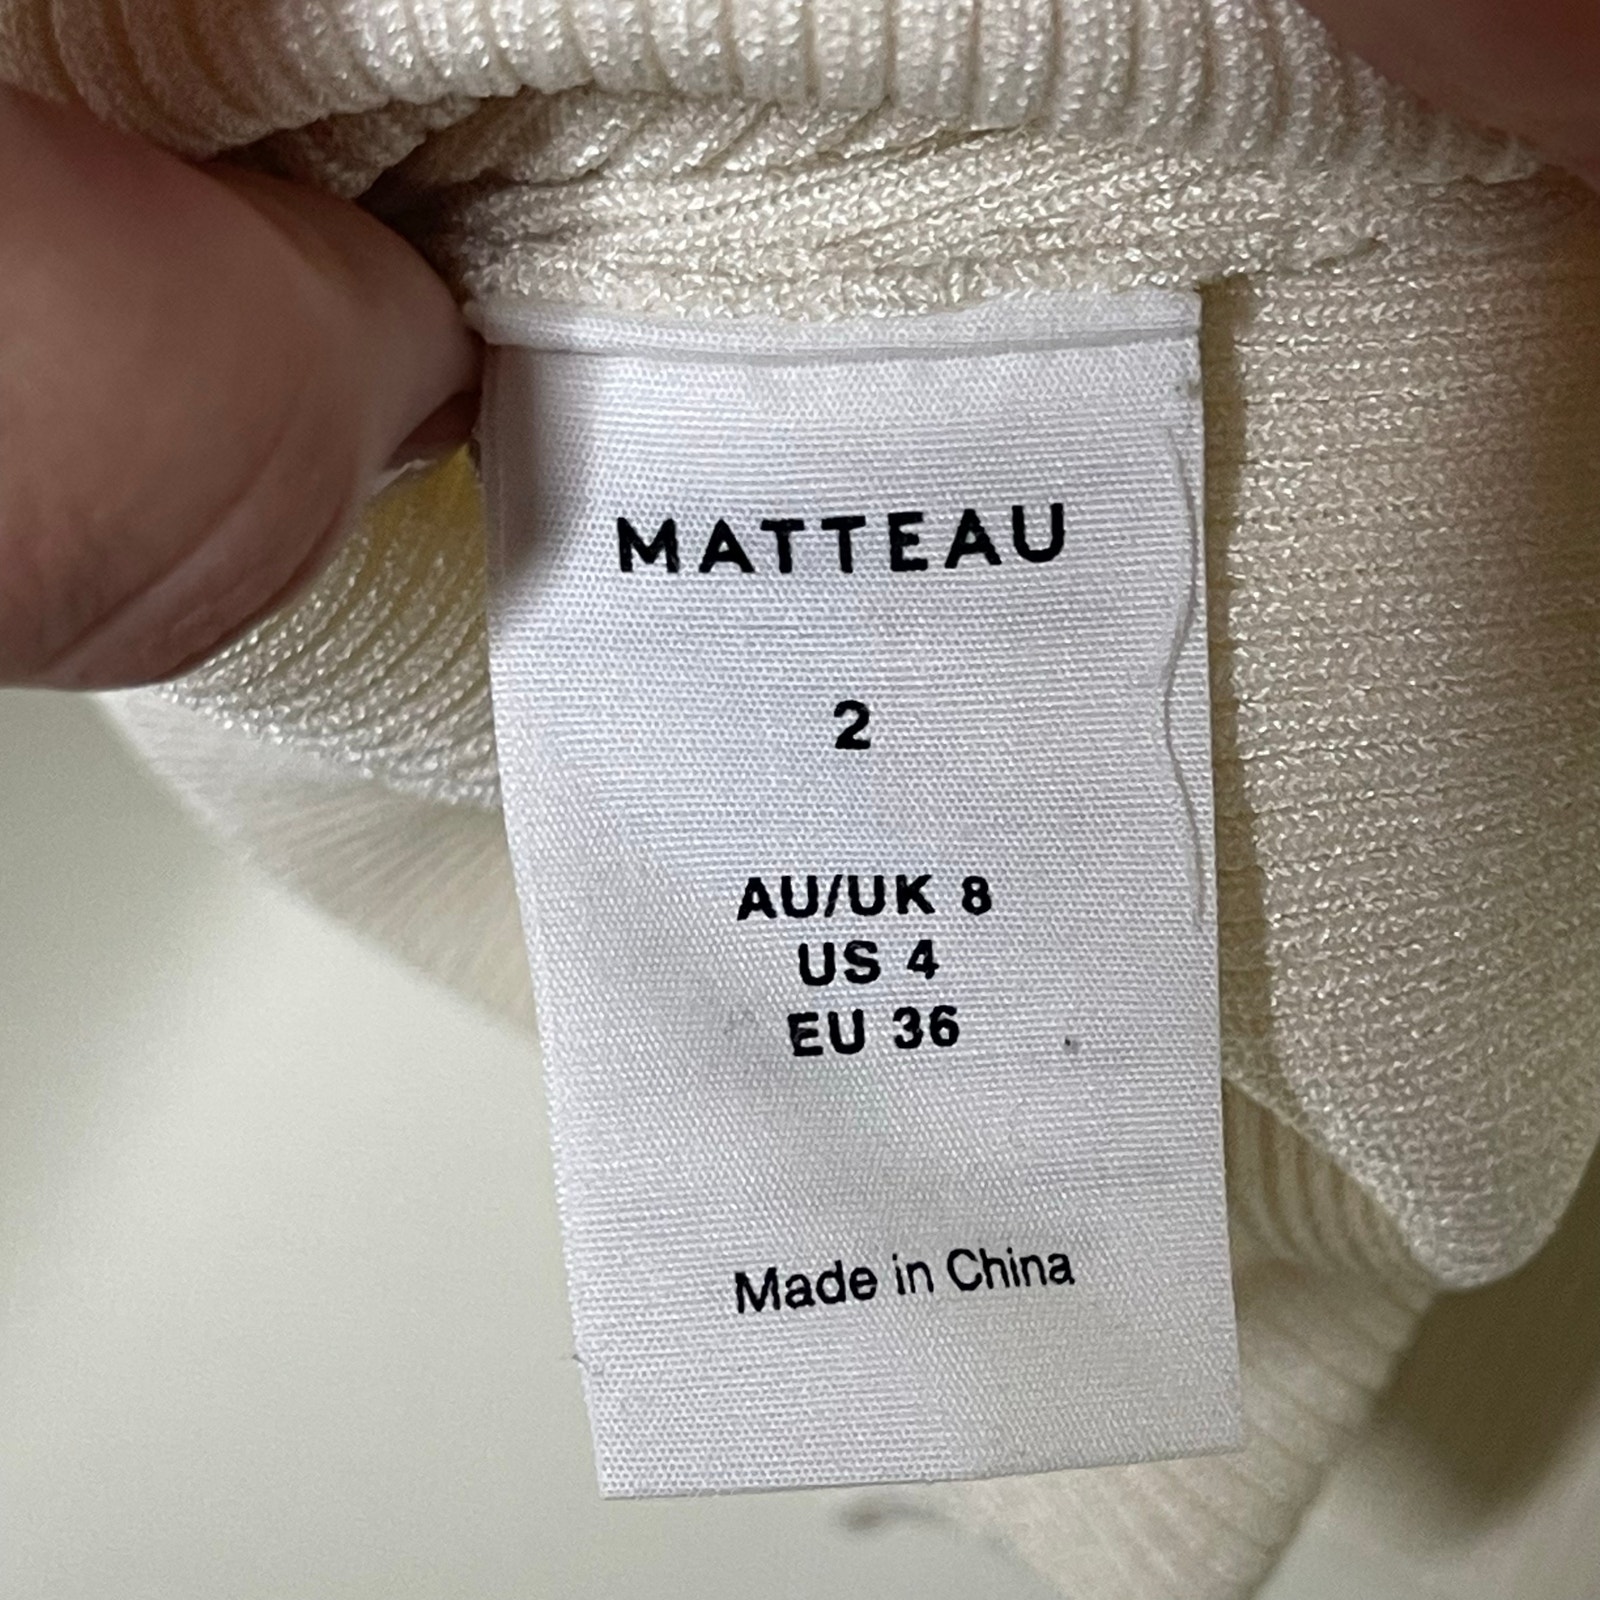 MATTEAU
2
AU/UK 8
US 4
EU 36
Made in China